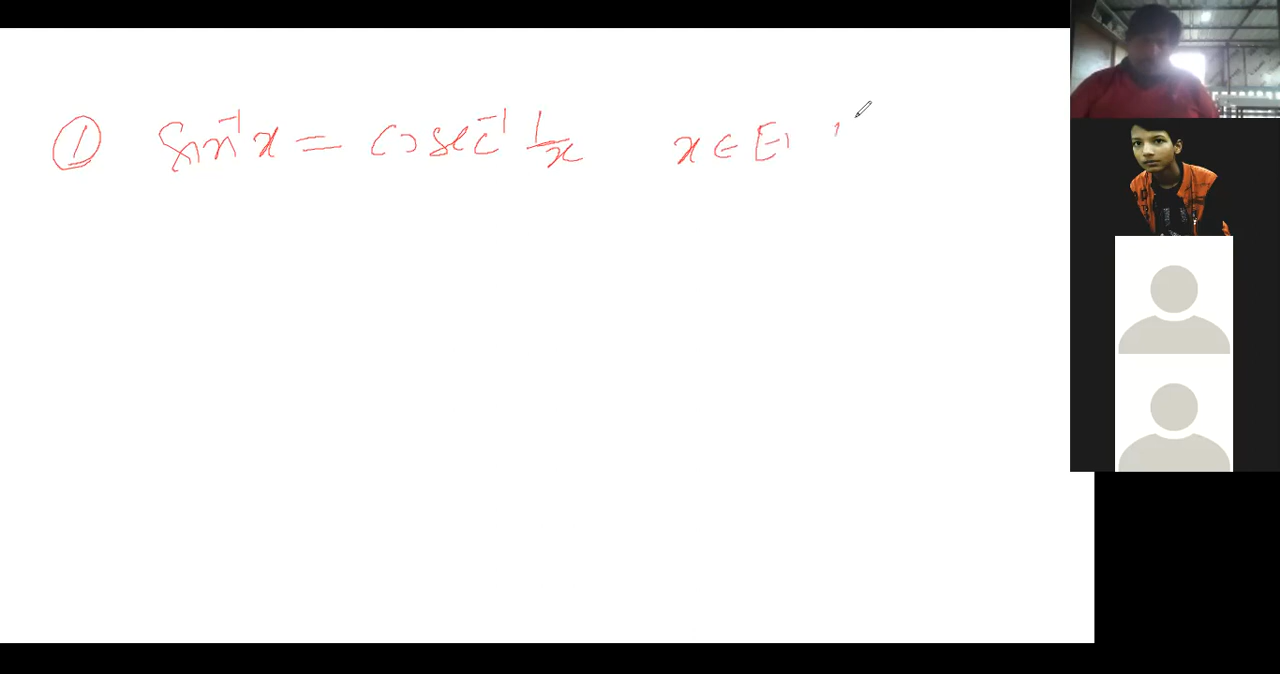 ① sin⁻¹x = cosec⁻¹ 1/x x ∈ [-1 ,